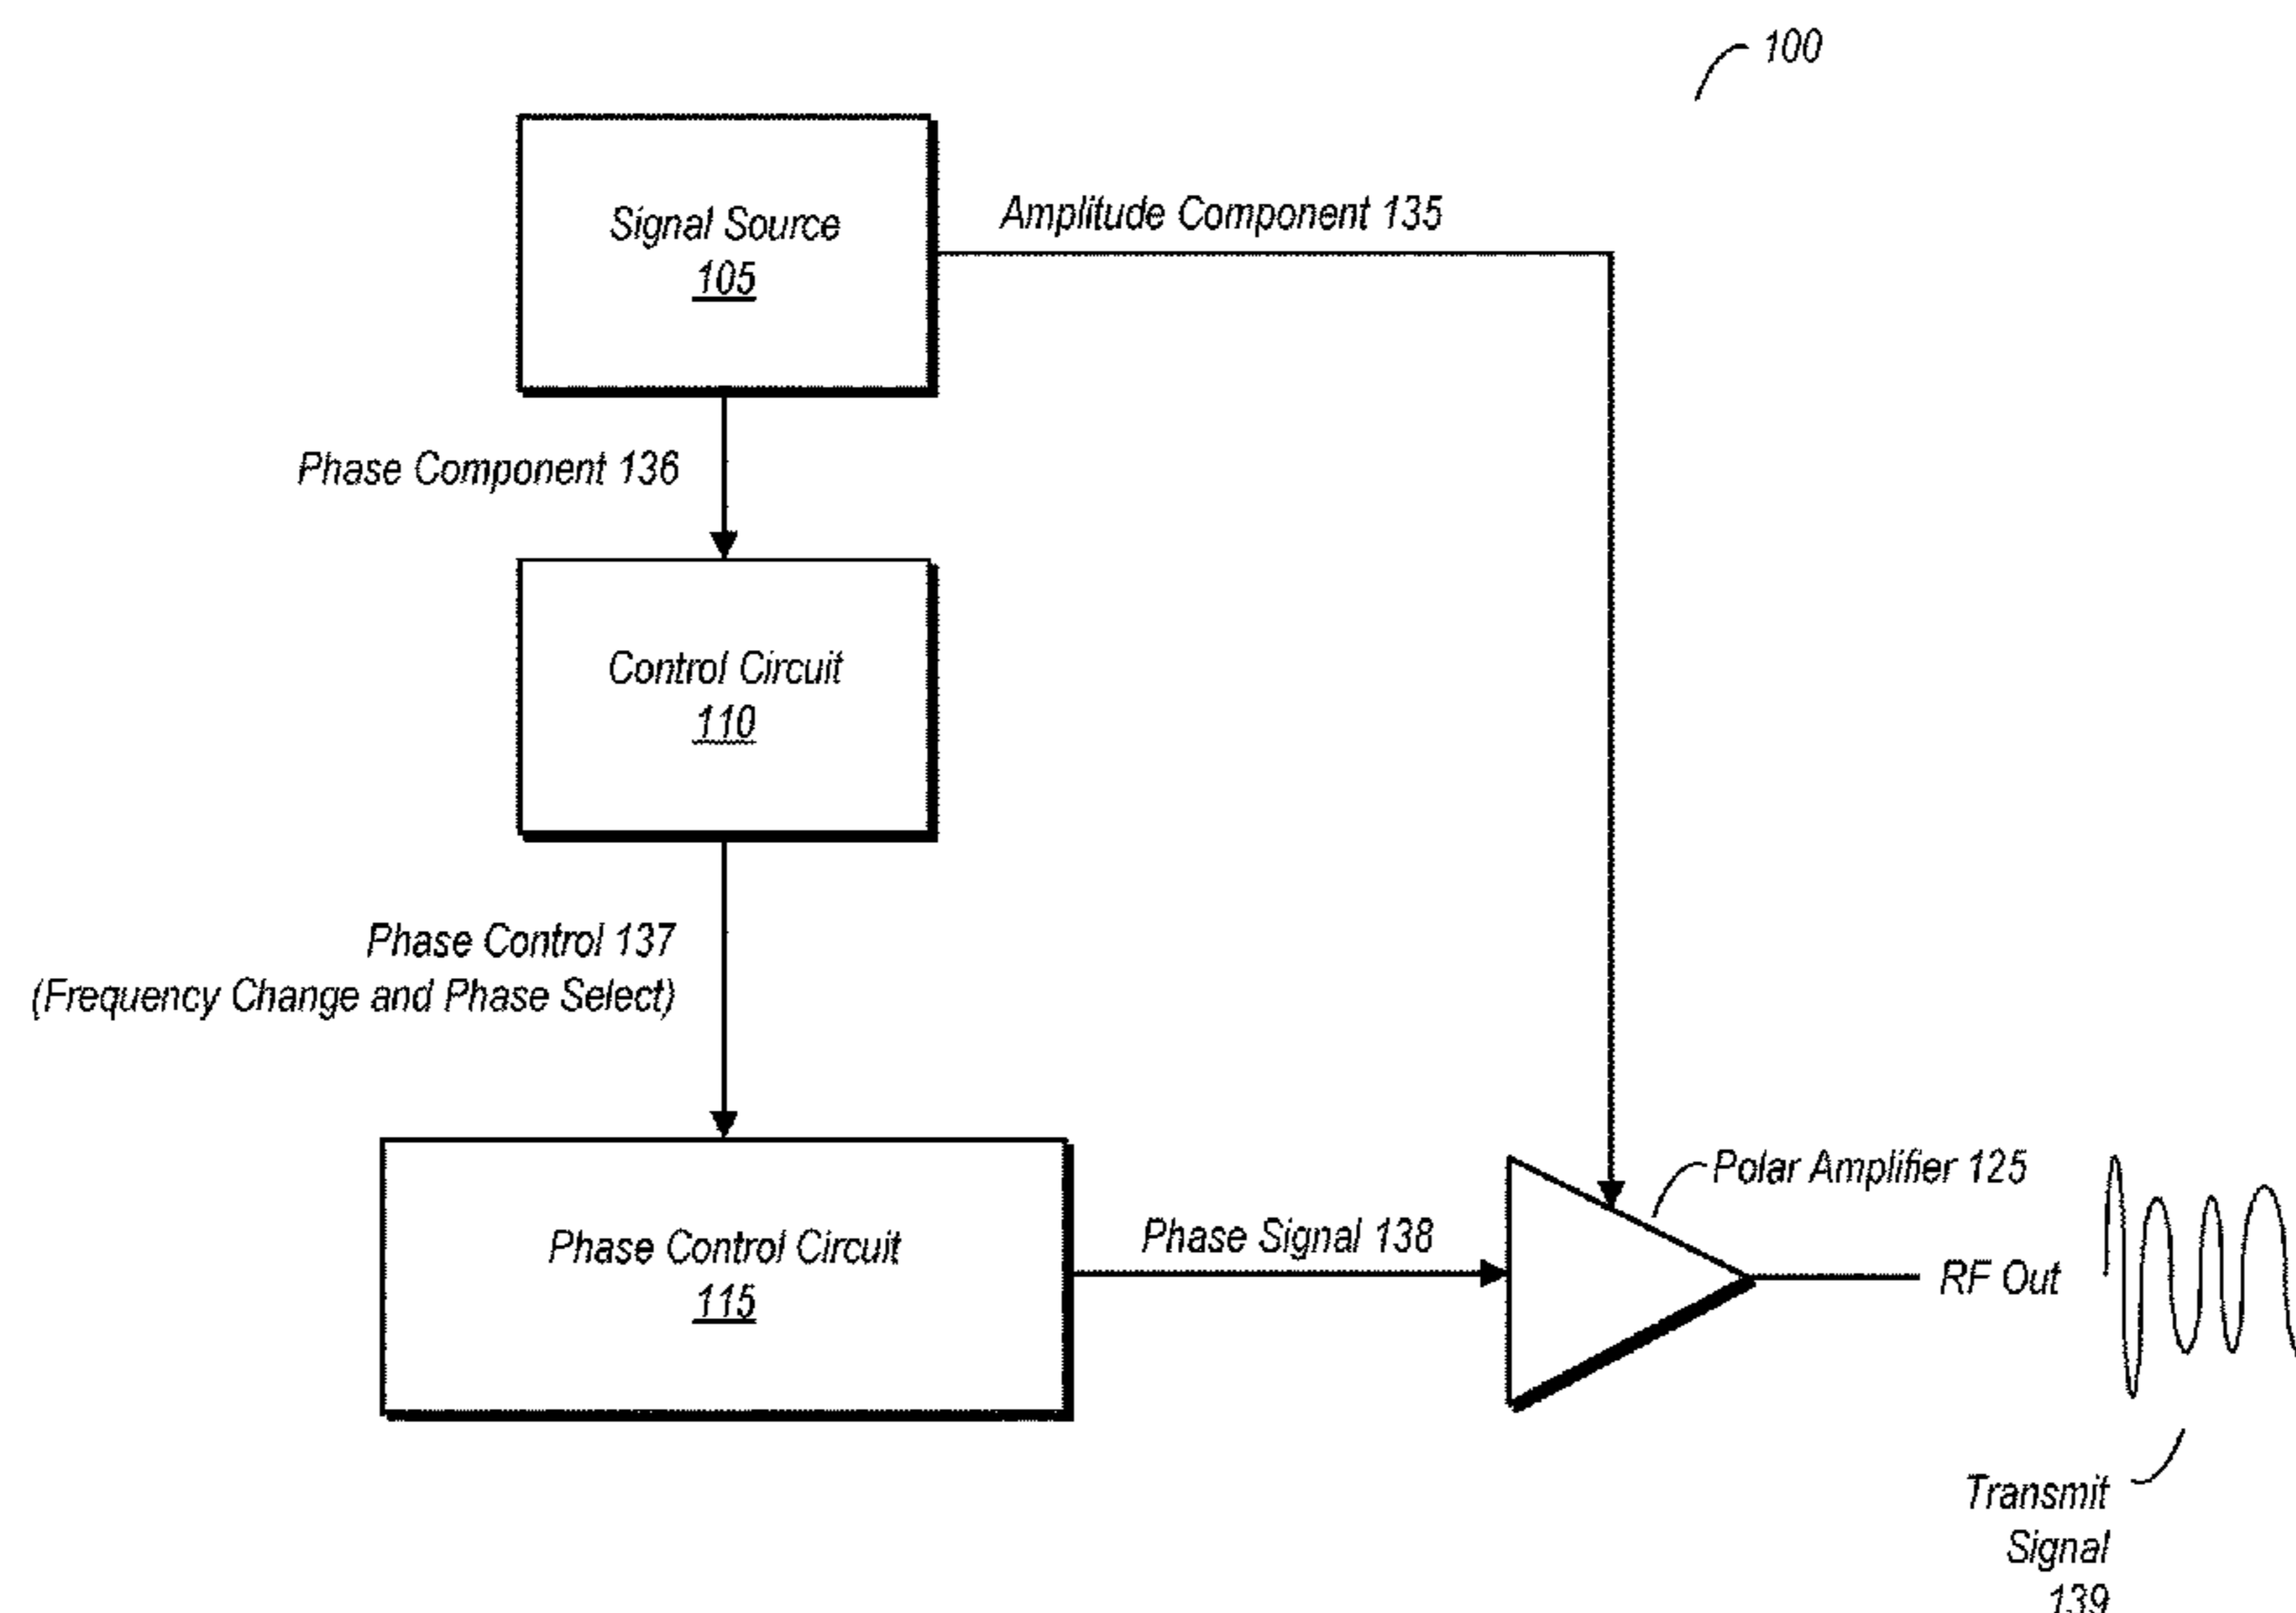 100
Signal Source
105
Amplitude Component 135
Phase Component 136
Control Circuit
110
Phase Control 137
(Frequency Change and Phase Select)
Phase Control Circuit
115
Phase Signal 138
Polar Amplifier 125
RF Out
Transmit
Signal
139